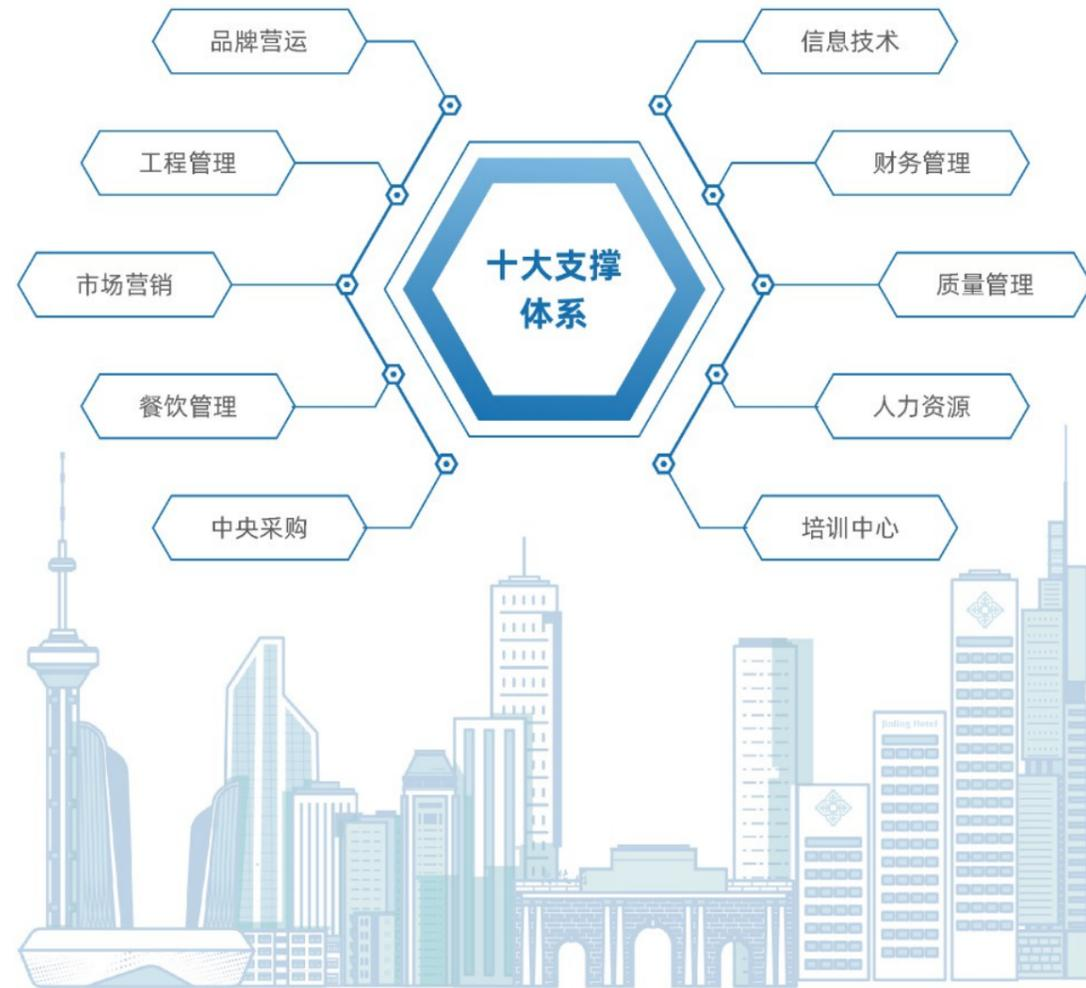 品牌营运
信息技术
工程管理
财务管理
十大支撑
体系
市场营销
质量管理
餐饮管理
人力资源
中央采购
培训中心
Jinling Hotel